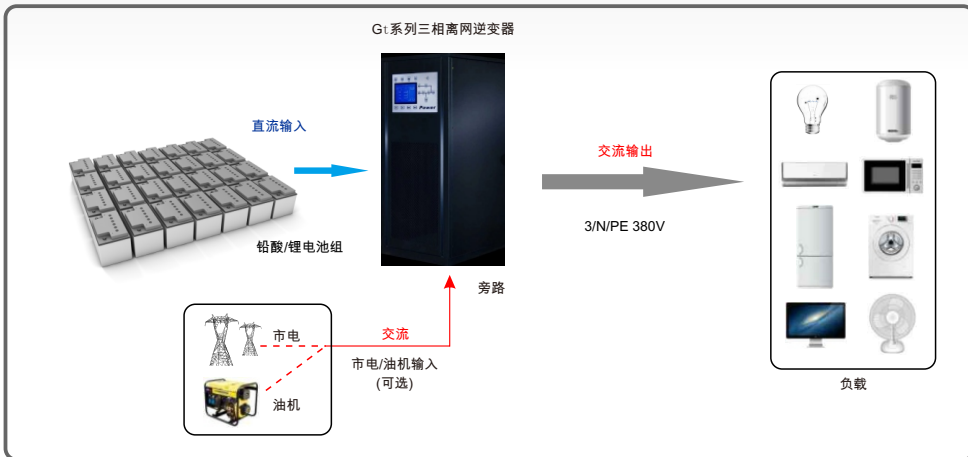 Gt系列三相离网逆变器
直流输入
Power
交流输出
3/N/PE 380V
铅酸/锂电池组
旁路
市电
交流
市电/油机输入
(可选)
油机
负载